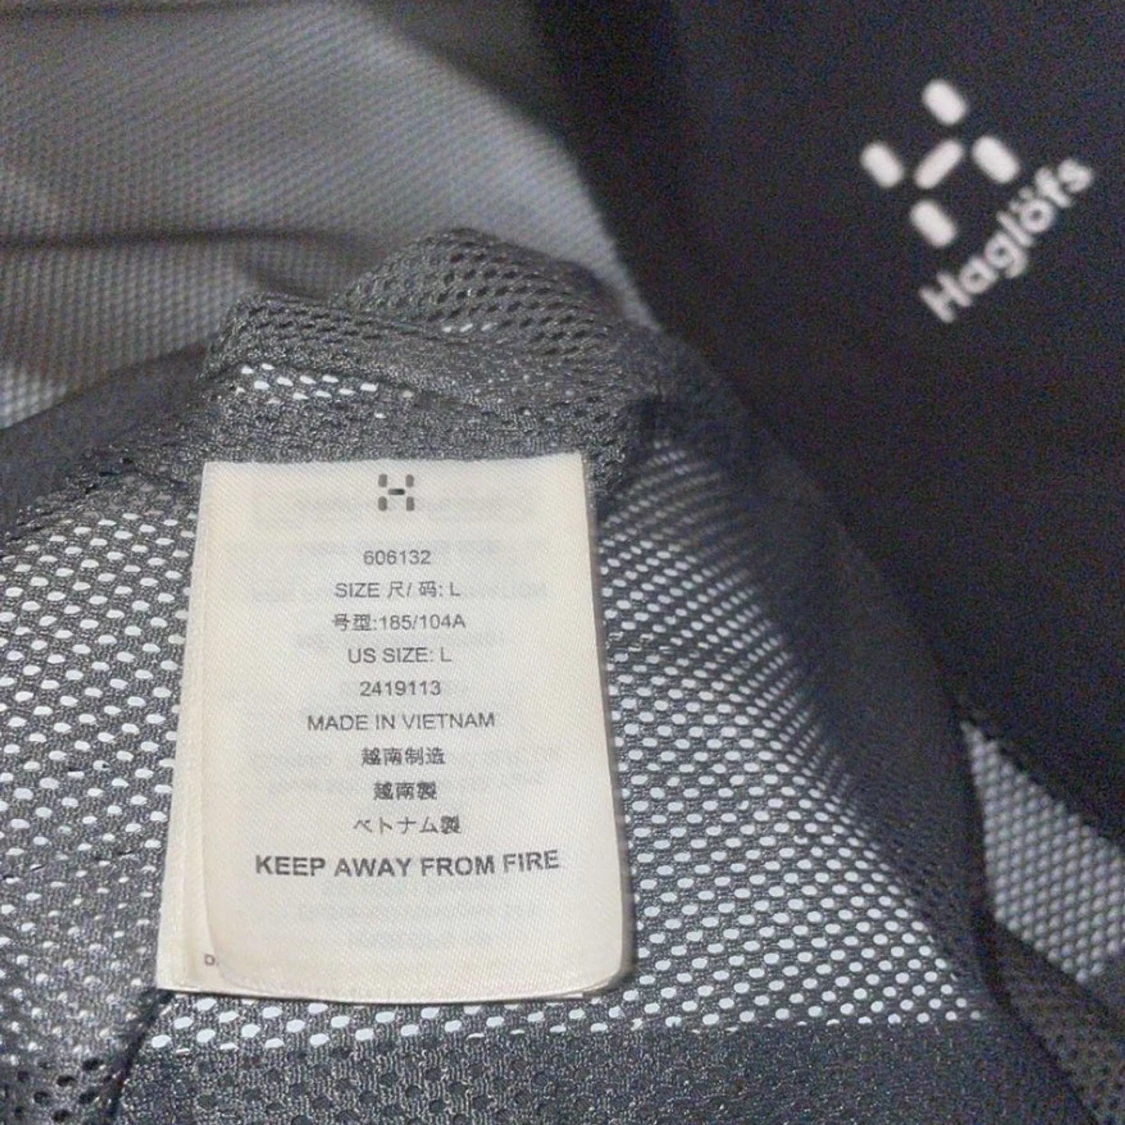 Haglöfs
606132
SIZE 尺/ 码: L
号型:185/104A
US SIZE: L
2419113
MADE IN VIETNAM
越南制造
越南製
ベトナム製
KEEP AWAY FROM FIRE
D.